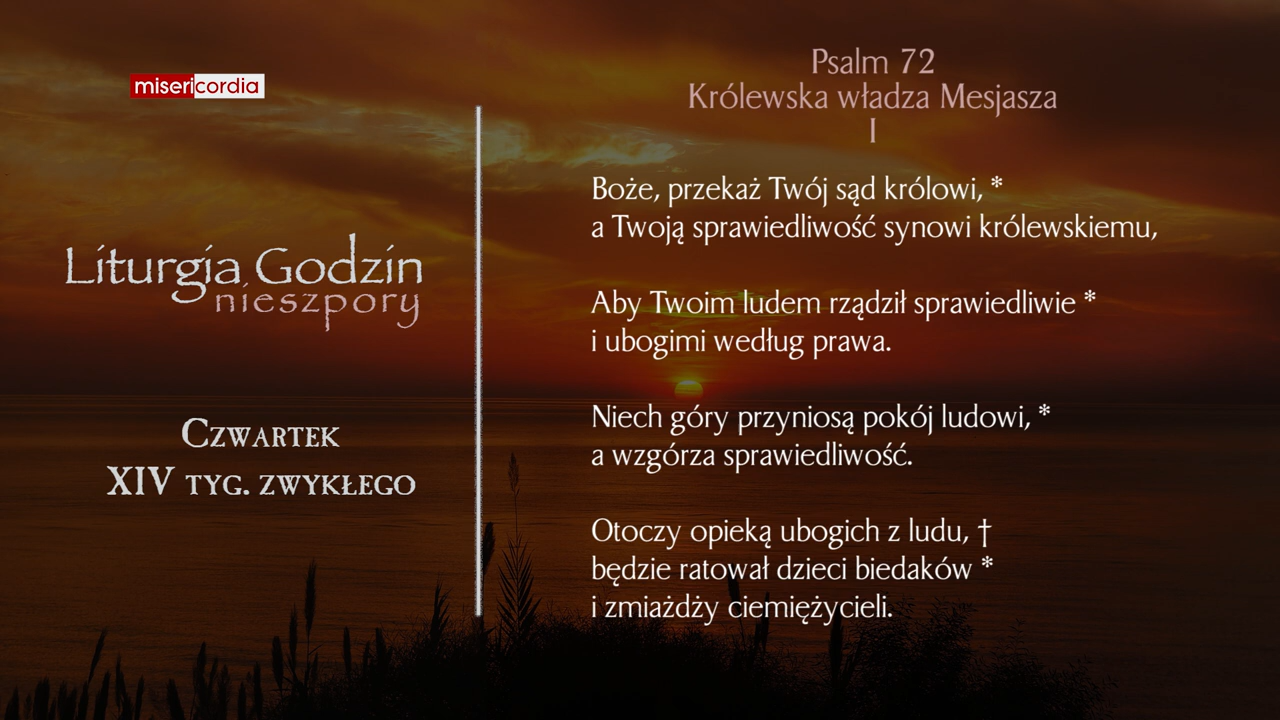 misericordia
Liturgia Godzin
nieszpory
Czwartek
XIV tyg. zwykłego
Psalm 72
Królewska władza Mesjasza
I
Boże, przekaż Twój sąd królowi, *
a Twoją sprawiedliwość synowi królewskiemu,
Aby Twoim ludem rządził sprawiedliwie *
i ubogimi według prawa.
Niech góry przyniosą pokój ludowi, *
a wzgórza sprawiedliwość.
Otoczy opieką ubogich z ludu, †
będzie ratował dzieci biedaków *
i zmiażdży ciemiężycieli.